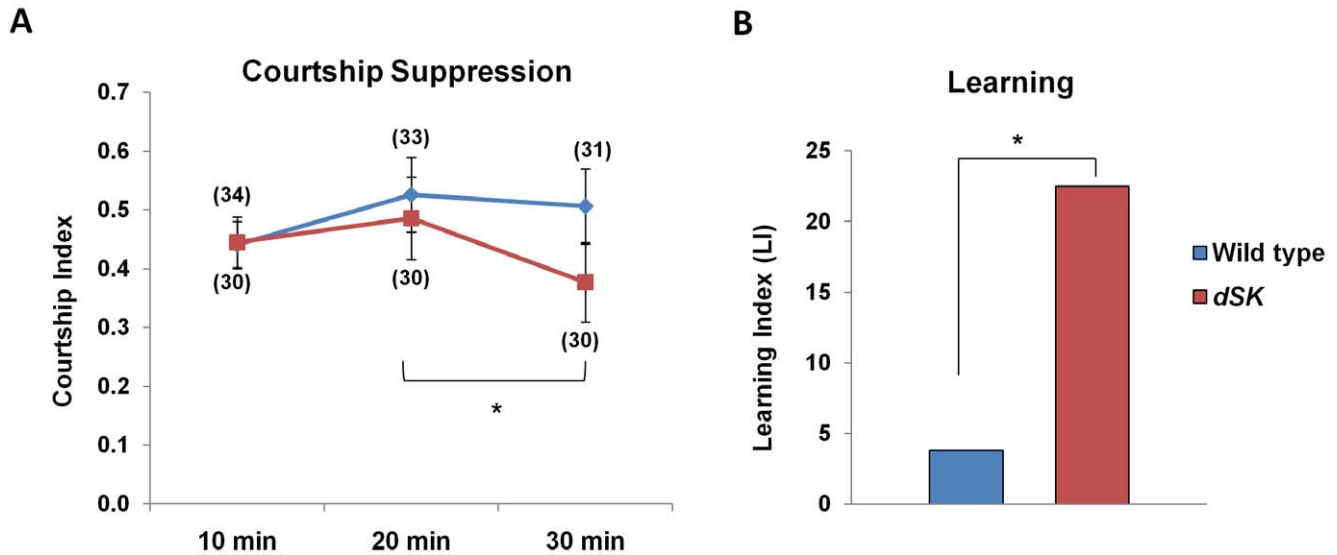 A
Courtship Suppression
Courtship Index
0.7
0.6
0.5
0.4
0.3
0.2
0.1
0.0
(34)
(30)
(33)
(30)
(31)
(30)
*
10 min 20 min 30 min
B
Learning
Learning Index (LI)
25
20
15
10
5
0
*
Wild type
dSK